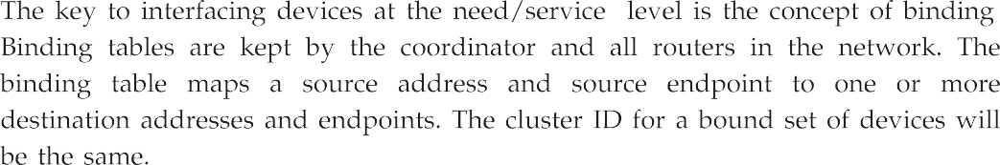 The key to interfacing devices at the need/service level is the concept of binding
Binding tables are kept by the coordinator and all routers in the network. The
binding table maps a source address and source endpoint to one or more
destination addresses and endpoints. The cluster ID for a bound set of devices will
be the same.